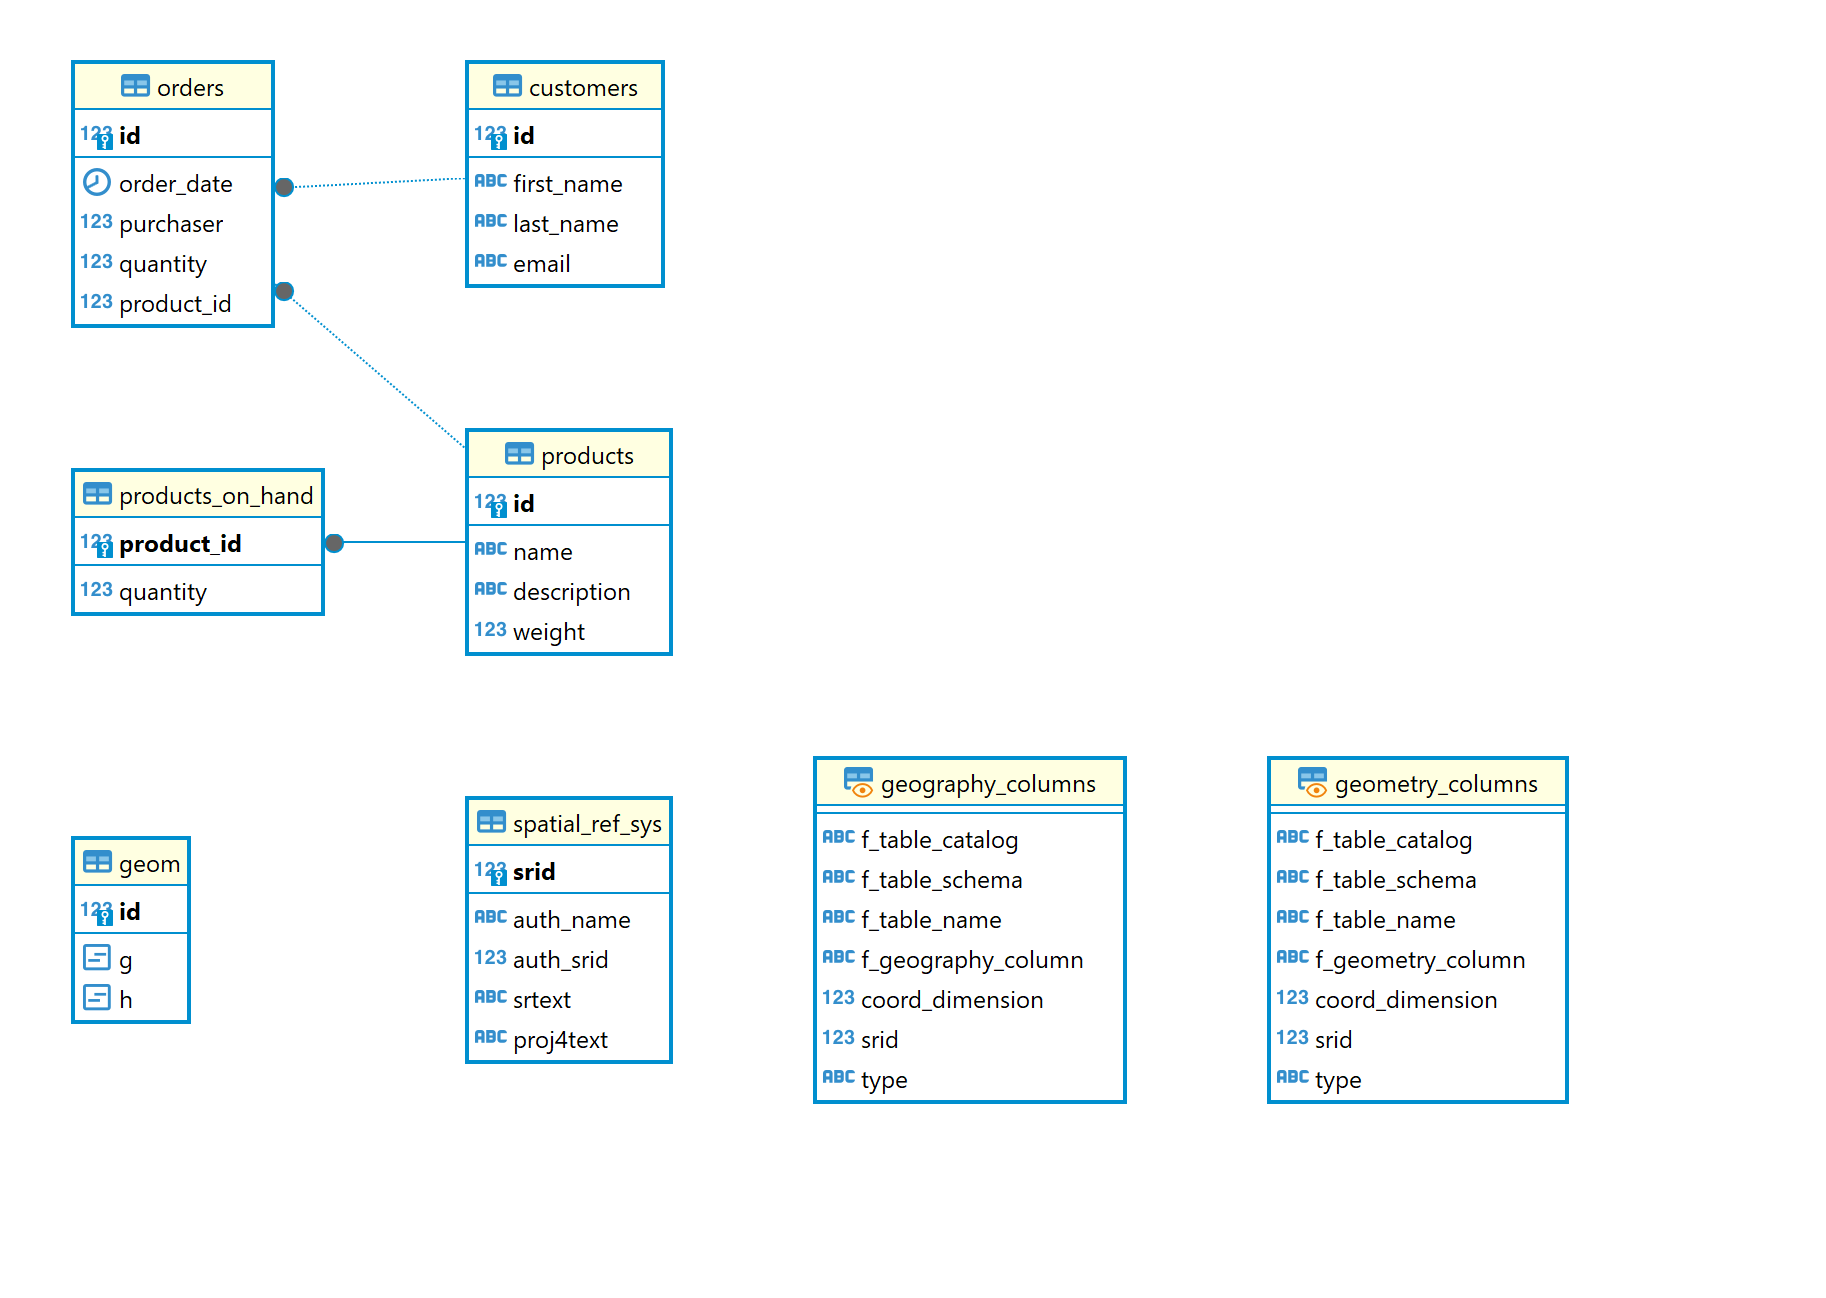 orders
123 id
order_date
123 purchaser
123 quantity
123 product_id
customers
123 id
ABC first_name
ABC last_name
ABC email
products_on_hand
123 product_id
123 quantity
products
123 id
ABC name
ABC description
123 weight
geom
123 id
g
h
spatial_ref_sys
123 srid
ABC auth_name
123 auth_srid
ABC srtext
ABC proj4text
geography_columns
ABC f_table_catalog
ABC f_table_schema
ABC f_table_name
ABC f_geography_column
123 coord_dimension
123 srid
ABC type
geometry_columns
ABC f_table_catalog
ABC f_table_schema
ABC f_table_name
ABC f_geometry_column
123 coord_dimension
123 srid
ABC type